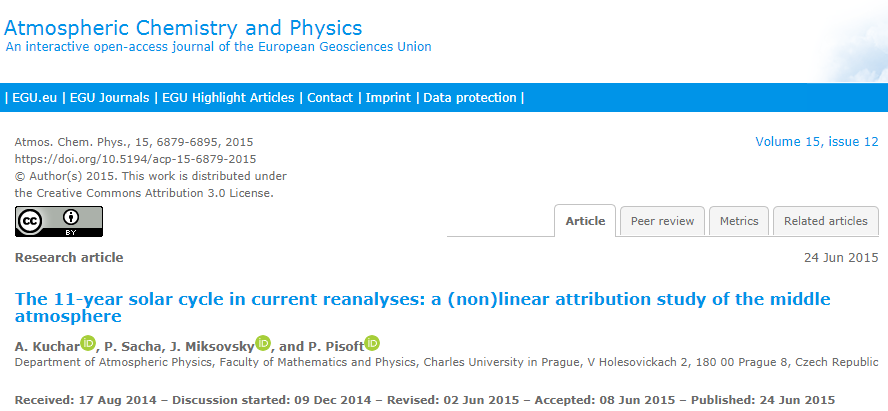 Atmospheric Chemistry and Physics
An interactive open-access journal of the European Geosciences Union
| EGU.eu | EGU Journals | EGU Highlight Articles | Contact | Imprint | Data protection |
Atmos. Chem. Phys., 15, 6879-6895, 2015
https://doi.org/10.5194/acp-15-6879-2015
© Author(s) 2015. This work is distributed under
the Creative Commons Attribution 3.0 License.
Volume 15, issue 12
cc BY
Article Peer review Metrics Related articles
Research article
24 Jun 2015
The 11-year solar cycle in current reanalyses: a (non)linear attribution study of the middle
atmosphere
A. Kuchar iD, P. Sacha, J. Miksovsky iD, and P. Pisoft iD
Department of Atmospheric Physics, Faculty of Mathematics and Physics, Charles University in Prague, V Holesovickach 2, 180 00 Prague 8, Czech Republic
Received: 17 Aug 2014 – Discussion started: 09 Dec 2014 – Revised: 02 Jun 2015 – Accepted: 08 Jun 2015 – Published: 24 Jun 2015